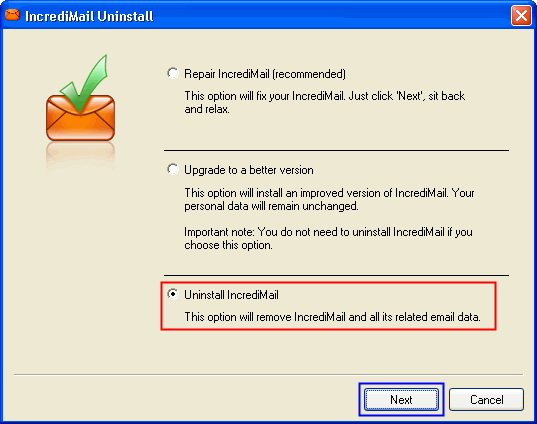 IncrediMail Uninstall
Repair IncrediMail (recommended)
This option will fix your IncrediMail. Just click 'Next', sit back
and relax.
Upgrade to a better version
This option will install an improved version of IncrediMail. Your
personal data will remain unchanged.
Important note: You do not need to uninstall IncrediMail if you
choose this option.
Uninstall IncrediMail
This option will remove IncrediMail and all its related email data.
Next
Cancel